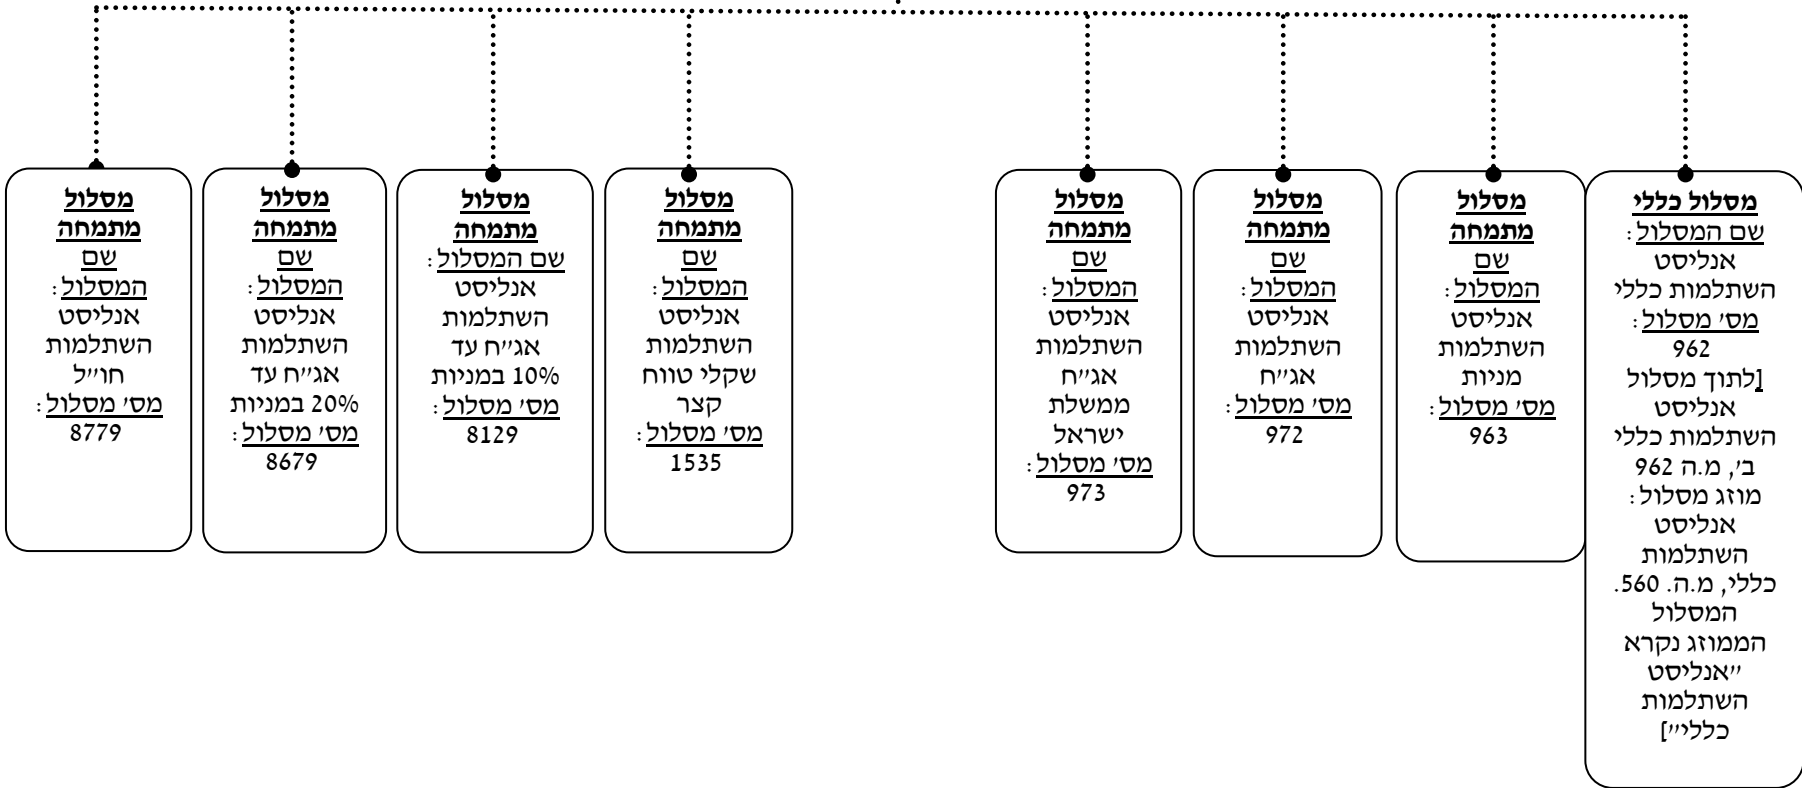 מסלול כללי
שם המסלול:
אנליסט
השתלמות כללי
מס' מסלול:
962
[לתוך מסלול
אנליסט
השתלמות כללי
ב', מ.ה 962
מוזג מסלול:
אנליסט
השתלמות
כללי, מ.ה. 560.
המסלול
הממוזג נקרא
"אנליסט
השתלמות
כללי"]
מסלול
מתמחה
שם
המסלול:
אנליסט
השתלמות
מניות
מס' מסלול:
963
מסלול
מתמחה
שם
המסלול:
אנליסט
השתלמות
אג"ח
מס' מסלול:
972
מסלול
מתמחה
שם
המסלול:
אנליסט
השתלמות
אג"ח
ממשלת
ישראל
מס' מסלול:
973
מסלול
מתמחה
שם
המסלול:
אנליסט
השתלמות
שקלי טווח
קצר
מס' מסלול:
1535
מסלול
מתמחה
שם המסלול:
אנליסט
השתלמות
אג"ח עד
10% במניות
מס' מסלול:
8129
מסלול
מתמחה
שם
המסלול:
אנליסט
השתלמות
אג"ח עד
20% במניות
מס' מסלול:
8679
מסלול
מתמחה
שם
המסלול:
אנליסט
השתלמות
חו"ל
מס' מסלול:
8779